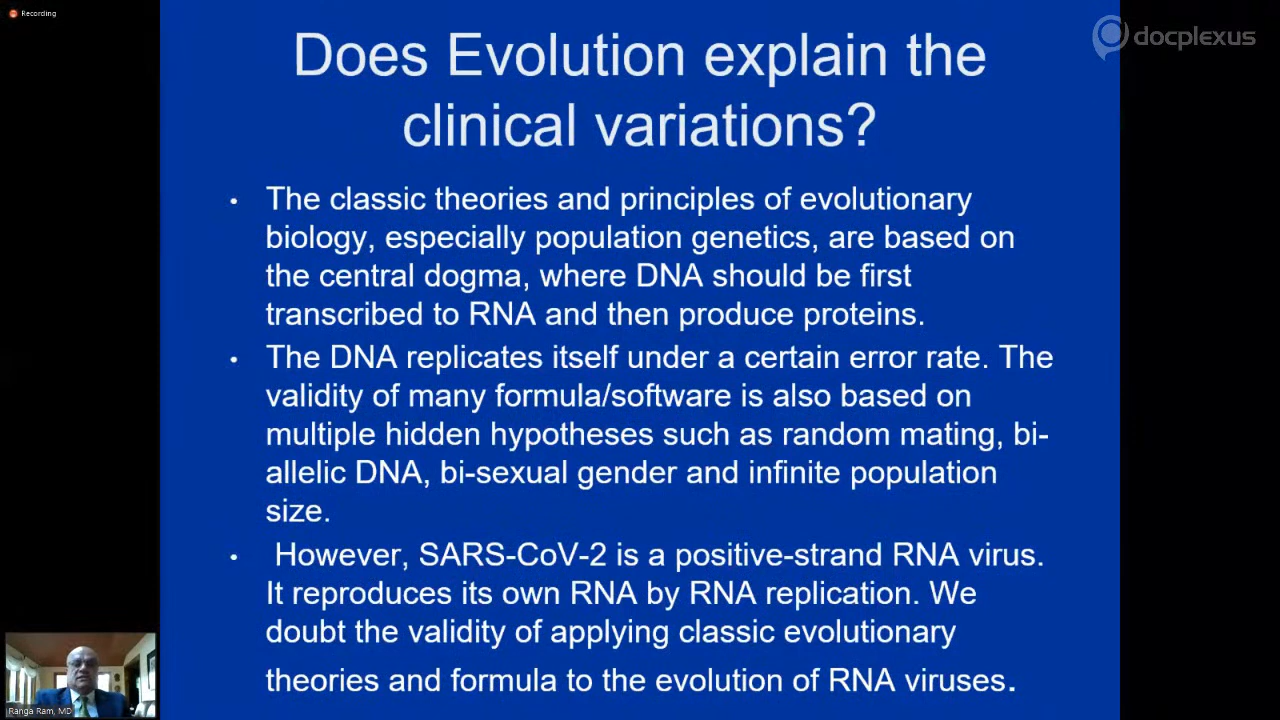 Recording
docplexus
Does Evolution explain the
clinical variations?
• The classic theories and principles of evolutionary
biology, especially population genetics, are based on
the central dogma, where DNA should be first
transcribed to RNA and then produce proteins.
• The DNA replicates itself under a certain error rate. The
validity of many formula/software is also based on
multiple hidden hypotheses such as random mating, bi-
allelic DNA, bi-sexual gender and infinite population
size.
• However, SARS-CoV-2 is a positive-strand RNA virus.
It reproduces its own RNA by RNA replication. We
doubt the validity of applying classic evolutionary
theories and formula to the evolution of RNA viruses.
Ranga Ram, MD